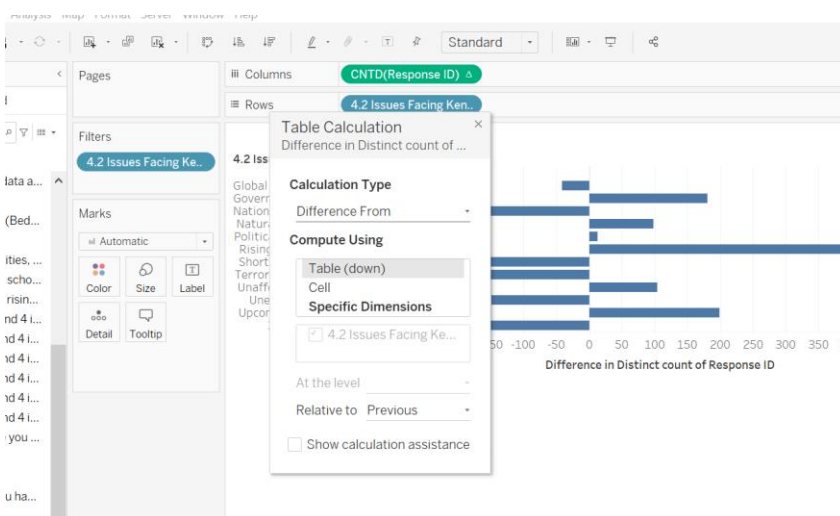 Analysis Map Format Server Window Help
Standard
Pages
iii Columns
CNTD(Response ID) Δ
Rows
4.2 Issues Facing Ken..
Filters
4.2 Issues Facing Ke..
data a...
(Bed...
ities, ...
scho...
risin...
nd 4 i...
nd 4 i...
nd 4 i...
nd 4 i...
nd 4 i...
nd 4 i...
you ...
u ha...
Marks
Automatic
Color
Size
Label
Detail
Tooltip
Table Calculation
×
Difference in Distinct count of ...
Calculation Type
Difference From
Compute Using
Table (down)
Cell
Specific Dimensions
4.2 Issues Facing Ke...
At the level
Relative to Previous
Show calculation assistance
4.2 Iss
Global
Govern
Nation
Natura
Politica
Rising
Short
Terror
Unaff
Une
Upcor
50 -100 -50 0 50 100 150 200 250 300 350
Difference in Distinct count of Response ID